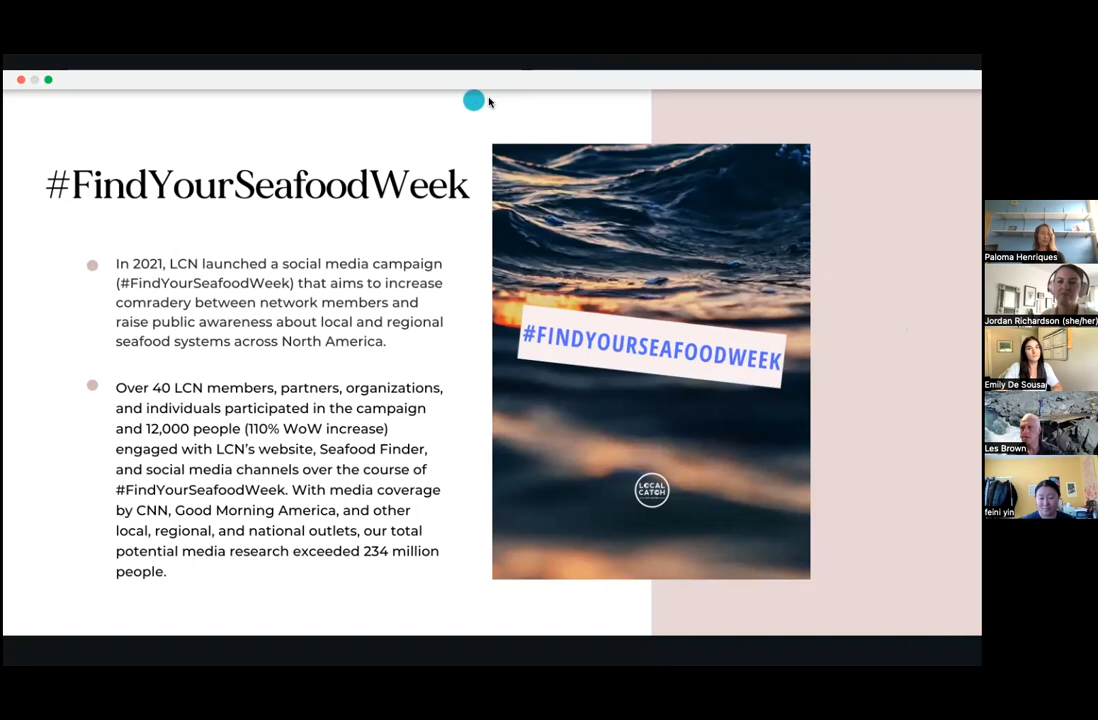 #FindYourSeafoodWeek
In 2021, LCN launched a social media campaign
(#FindYourSeafoodWeek) that aims to increase
comradery between network members and
raise public awareness about local and regional
seafood systems across North America.
Over 40 LCN members, partners, organizations,
and individuals participated in the campaign
and 12,000 people (110% WoW increase)
engaged with LCN's website, Seafood Finder,
and social media channels over the course of
#FindYourSeafoodWeek. With media coverage
by CNN, Good Morning America, and other
local, regional, and national outlets, our total
potential media research exceeded 234 million
people.
#FINDYOURSEAFOODWEEK
LOCAL
CATCH
Paloma Henriques
Jordan Richardson (she/her)
Emily De Sousa
Les Brown
feini yin